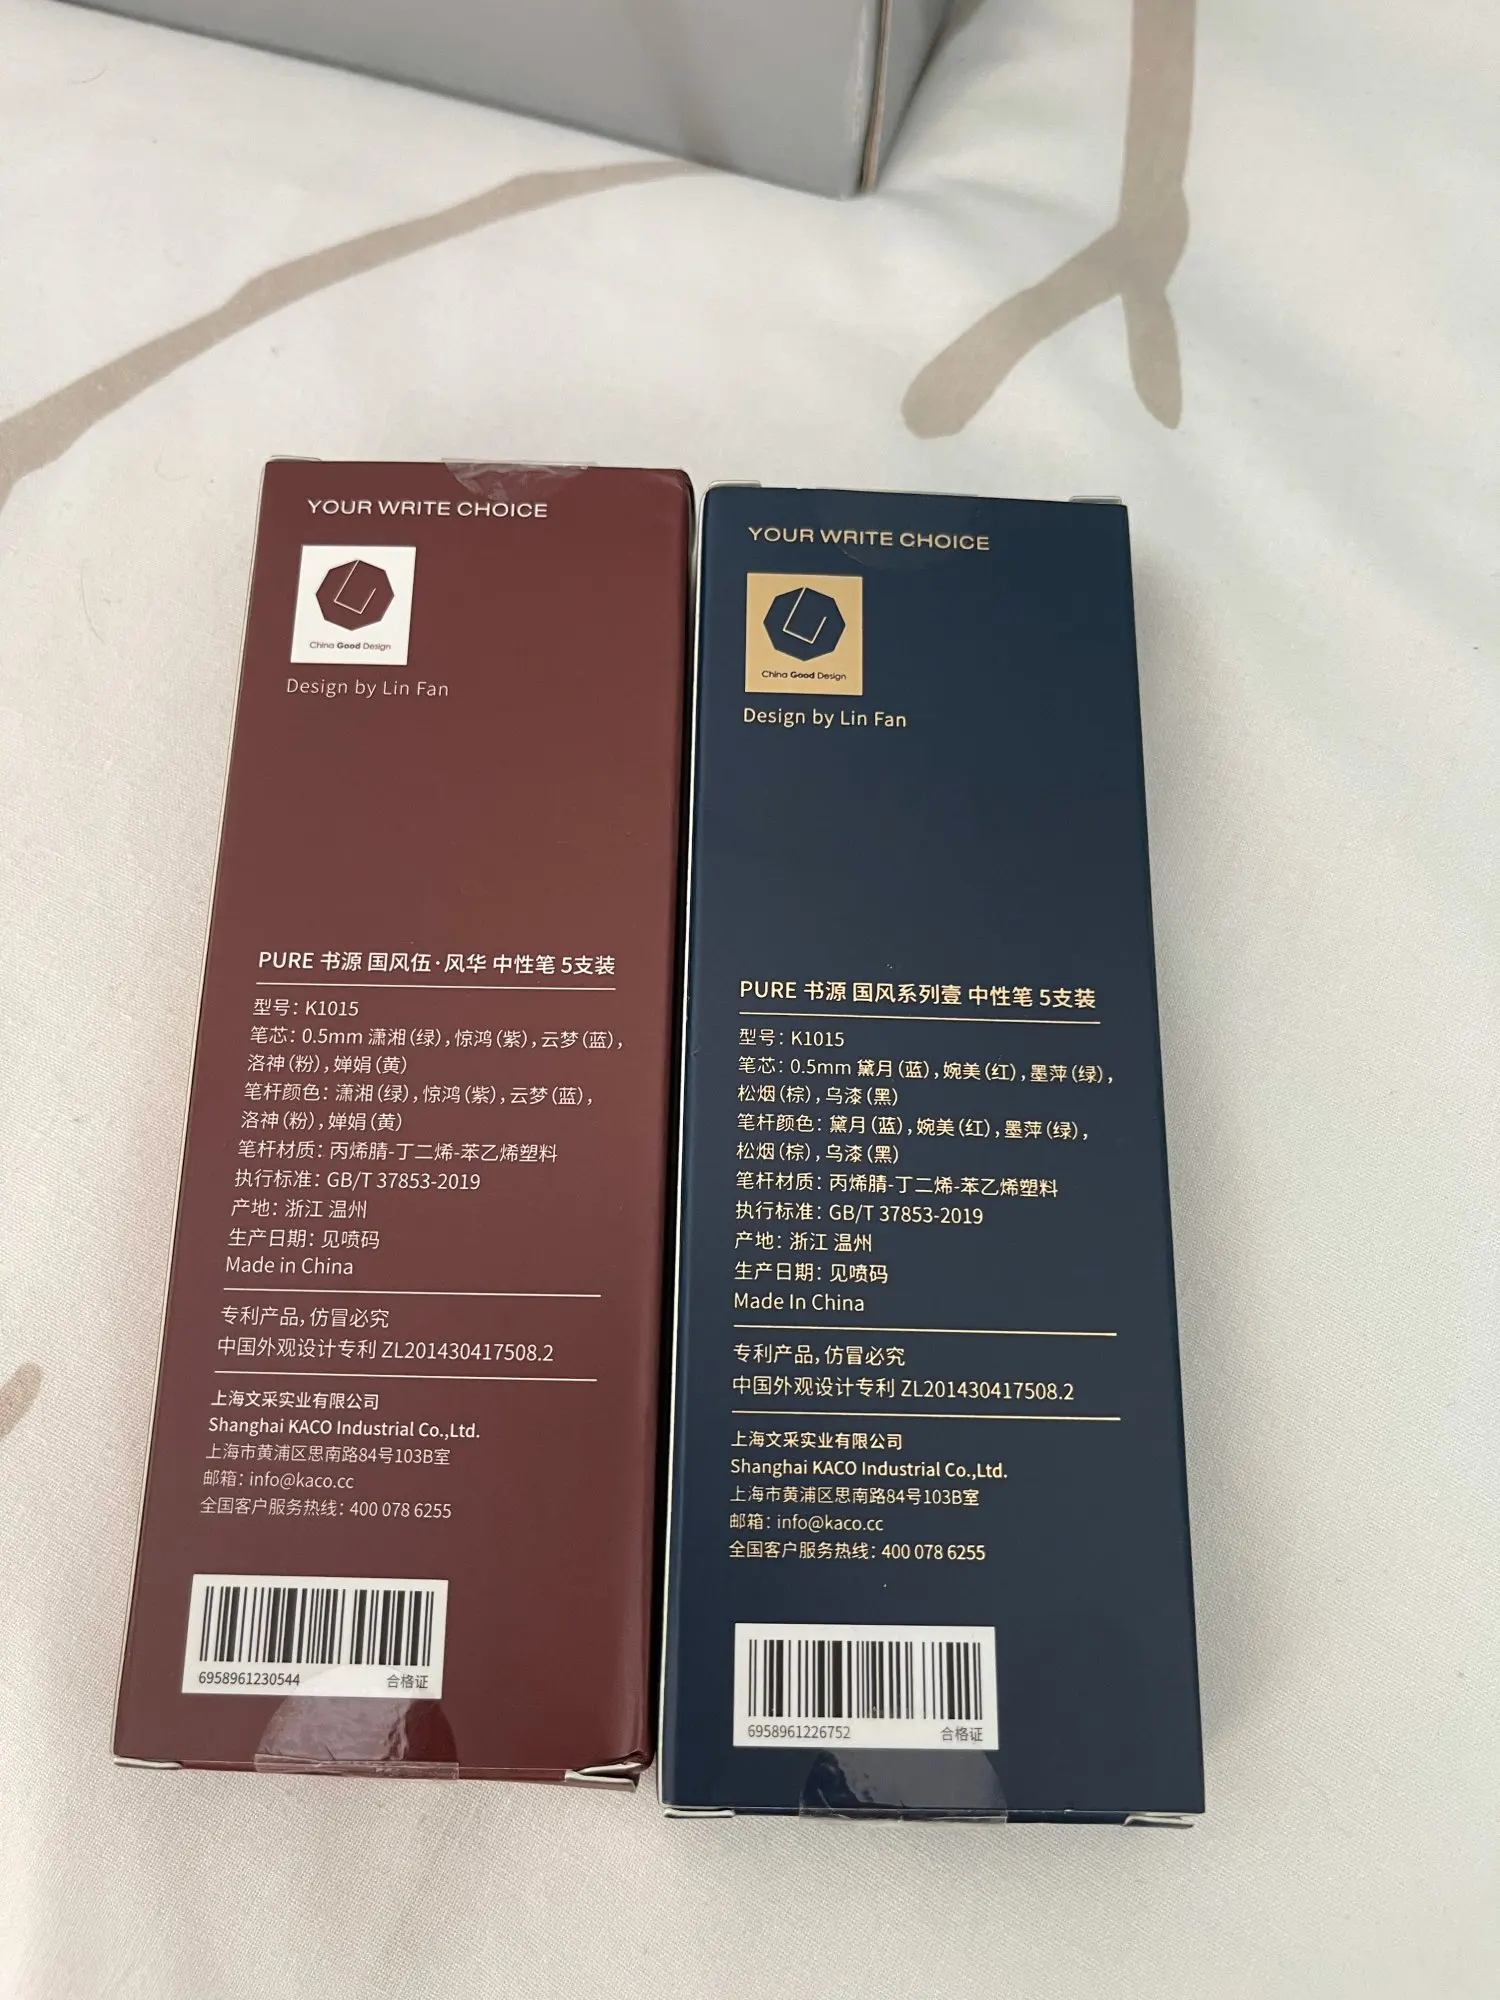 YOUR WRITE CHOICE
China Good Design
Design by Lin Fan
PURE 书源 国风伍·风华 中性笔 5支装
型号：K1015
笔芯：0.5mm 潇湘（绿），惊鸿（紫），云梦（蓝），
洛神（粉），婵娟（黄）
笔杆颜色：潇湘（绿），惊鸿（紫），云梦（蓝），
洛神（粉），婵娟（黄）
笔杆材质：丙烯腈-丁二烯-苯乙烯塑料
执行标准：GB/T 37853-2019
产地：浙江 温州
生产日期：见喷码
Made in China
专利产品，仿冒必究
中国外观设计专利 ZL201430417508.2
上海文采实业有限公司
Shanghai KACO Industrial Co.,Ltd.
上海市黄浦区思南路84号103B室
邮箱：info@kaco.cc
全国客户服务热线：400 078 6255
6958961230544 合格证
YOUR WRITE CHOICE
China Good Design
Design by Lin Fan
PURE 书源 国风系列壹 中性笔 5支装
型号：K1015
笔芯：0.5mm 黛月（蓝），婉美（红），墨萍（绿），
松烟（棕），乌漆（黑）
笔杆颜色：黛月（蓝），婉美（红），墨萍（绿），
松烟（棕），乌漆（黑）
笔杆材质：丙烯腈-丁二烯-苯乙烯塑料
执行标准：GB/T 37853-2019
产地：浙江 温州
生产日期：见喷码
Made In China
专利产品，仿冒必究
中国外观设计专利 ZL201430417508.2
上海文采实业有限公司
Shanghai KACO Industrial Co.,Ltd.
上海市黄浦区思南路84号103B室
邮箱：info@kaco.cc
全国客户服务热线：400 078 6255
6958961226752 合格证